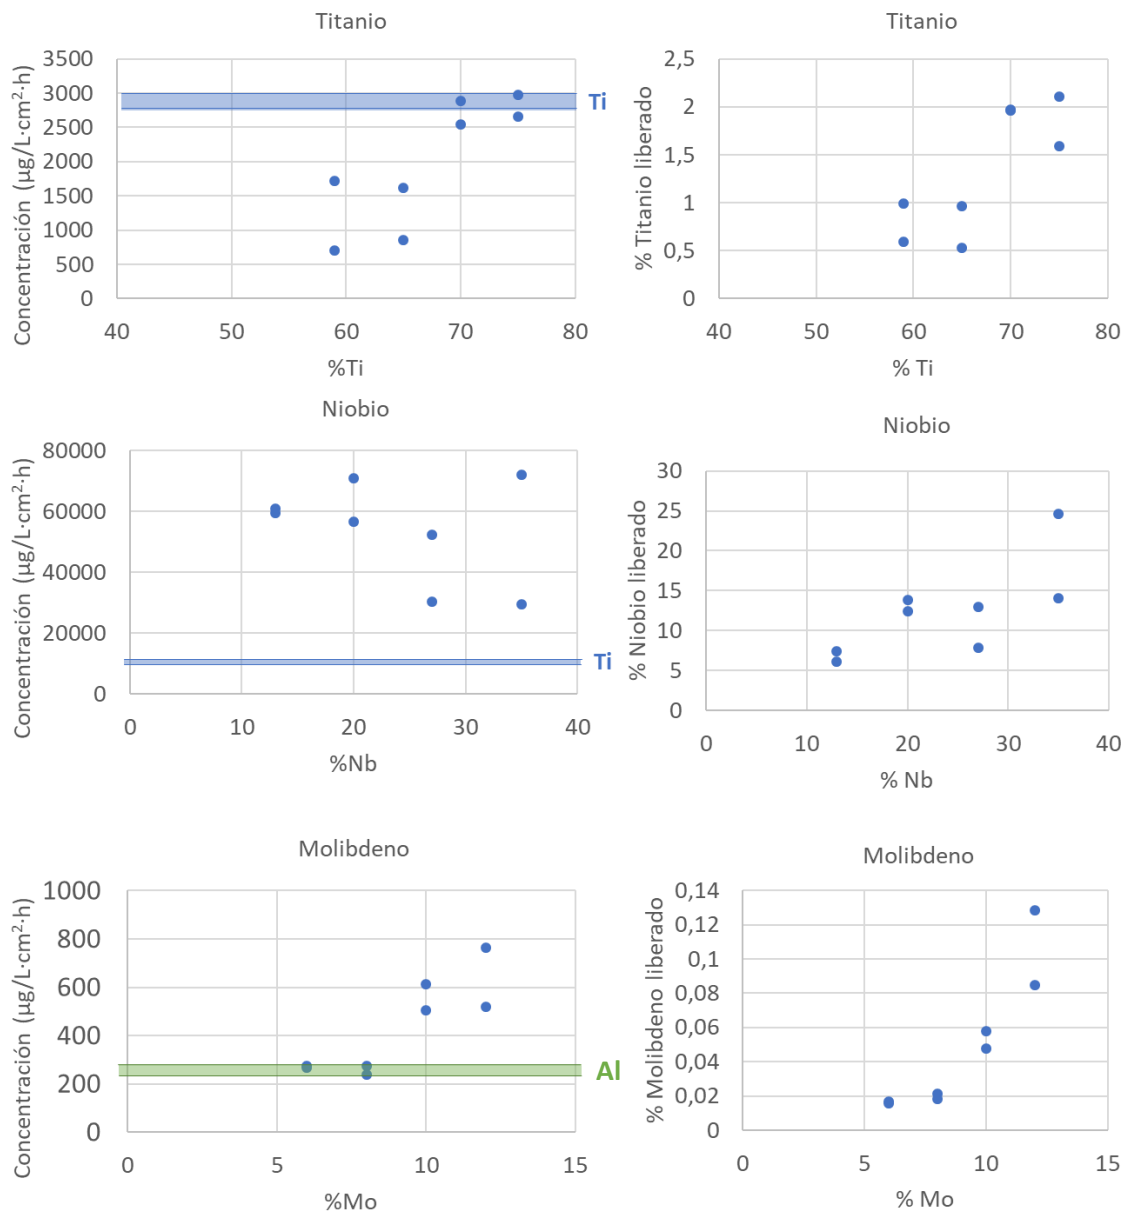 Titanio
Concentración (µg/L·cm²·h)
3500
3000
2500
2000
1500
1000
500
0
Ti
40 50 60 70 80
%Ti
Titanio
% Titanio liberado
2,5
2
1,5
1
0,5
0
40 50 60 70 80
% Ti
Niobio
Concentración (µg/L·cm²·h)
80000
60000
40000
20000
0
Ti
0 10 20 30 40
%Nb
Niobio
% Niobio liberado
30
25
20
15
10
5
0
0 10 20 30 40
% Nb
Molibdeno
Concentración (µg/L·cm²·h)
1000
800
600
400
200
0
Al
0 5 10 15
%Mo
Molibdeno
% Molibdeno liberado
0,14
0,12
0,1
0,08
0,06
0,04
0,02
0
0 5 10 15
% Mo